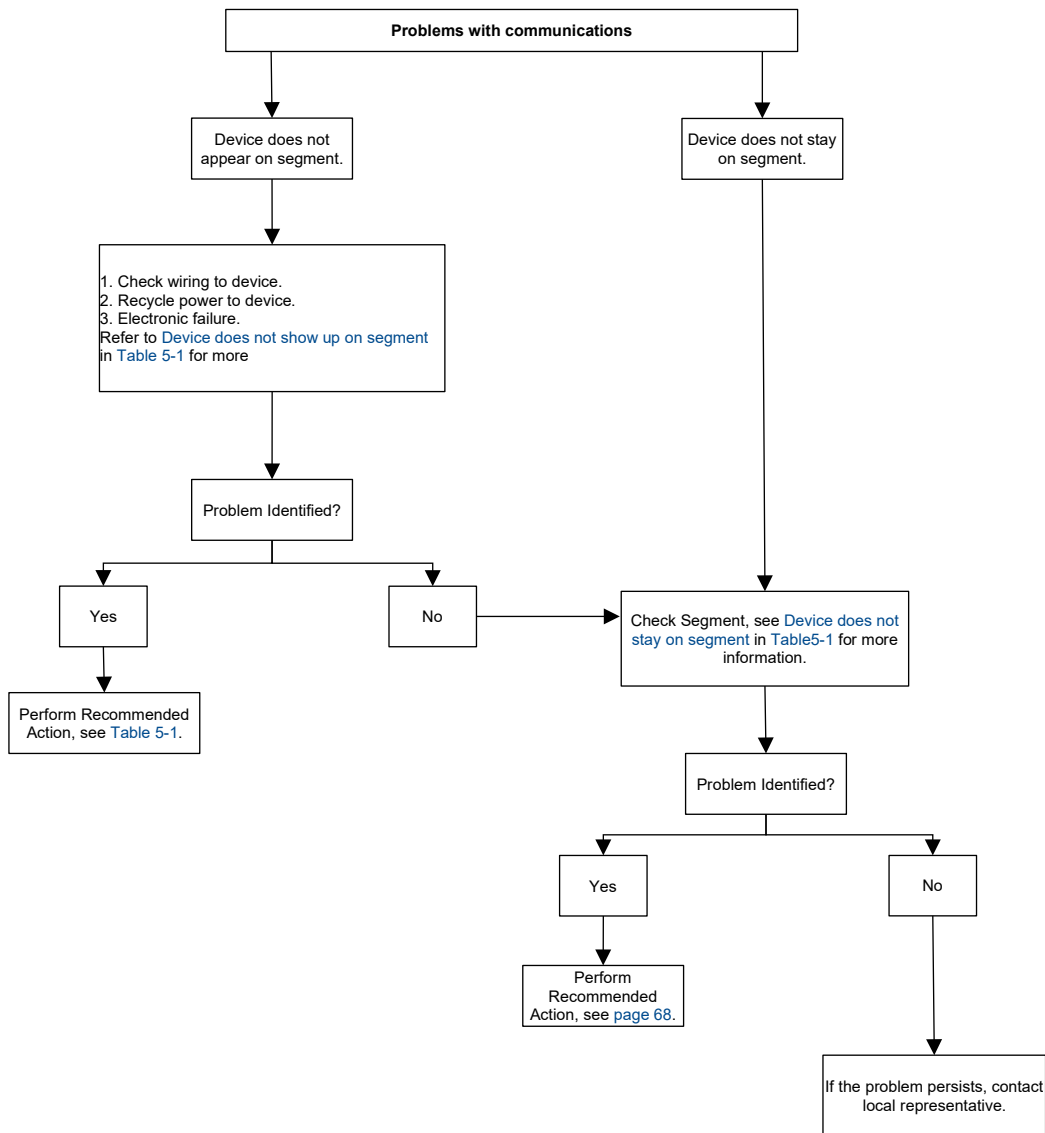 Problems with communications
Device does not
appear on segment.
Device does not stay
on segment.
1. Check wiring to device.
2. Recycle power to device.
3. Electronic failure.
Refer to Device does not show up on segment
in Table 5-1 for more
Problem Identified?
Yes
No
Check Segment, see Device does not
stay on segment in Table5-1 for more
information.
Perform Recommended
Action, see Table 5-1.
Problem Identified?
Yes
No
Perform
Recommended
Action, see page 68.
If the problem persists, contact
local representative.